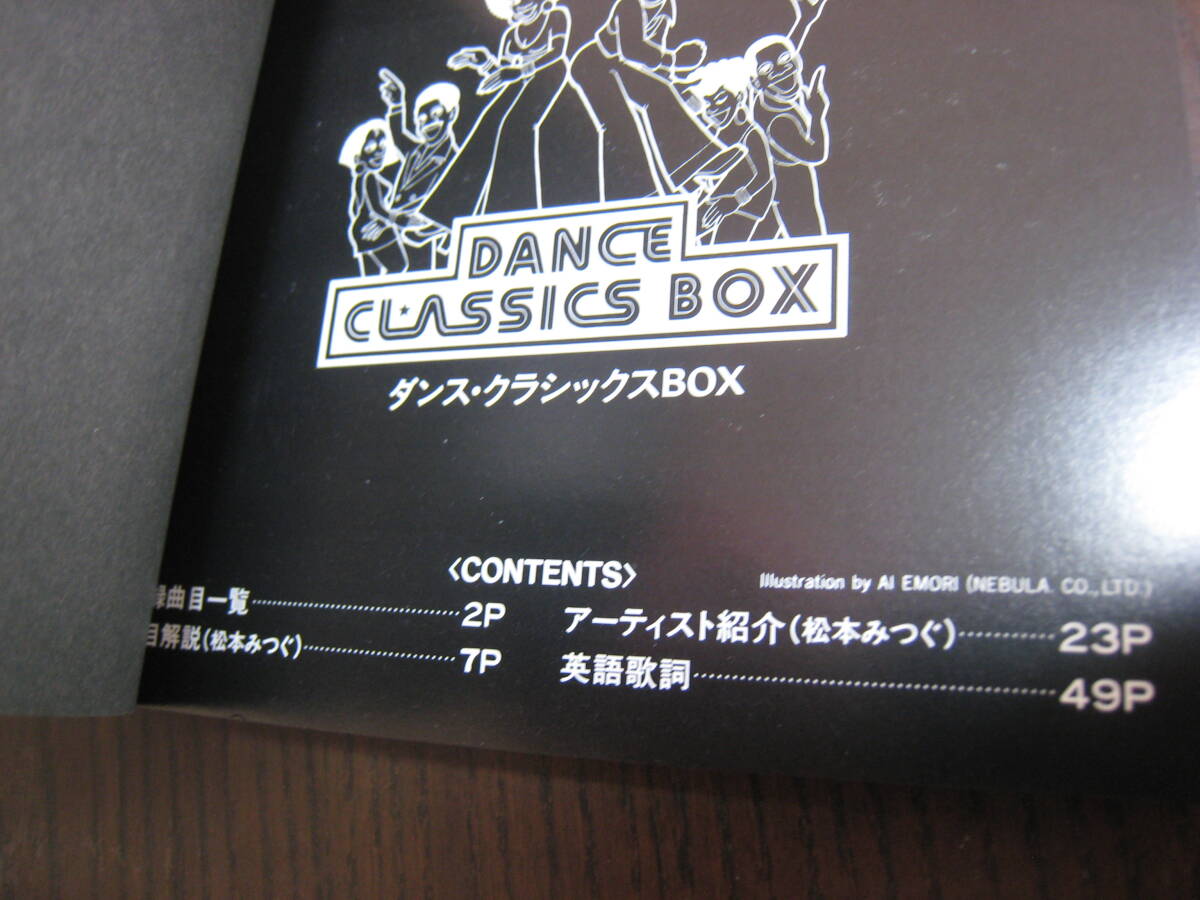 DANCE
CLASSICS BOX
ダンス・クラシックスBOX
〈CONTENTS〉
Illustration by AI EMORI (NEBULA. CO., LTD.)
録曲目一覧 2P
目解説(松本みつぐ) 7P
アーティスト紹介(松本みつぐ) 23P
英語歌詞 49P